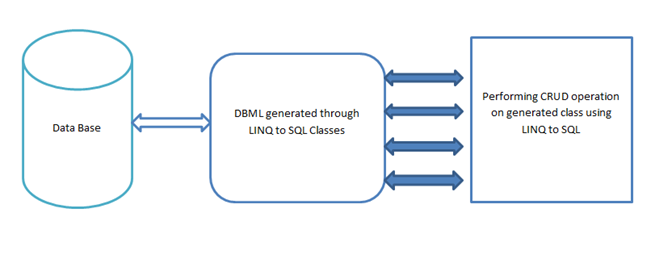 Data Base
DBML generated through
LINQ to SQL Classes
Performing CRUD operation
on generated class using
LINQ to SQL